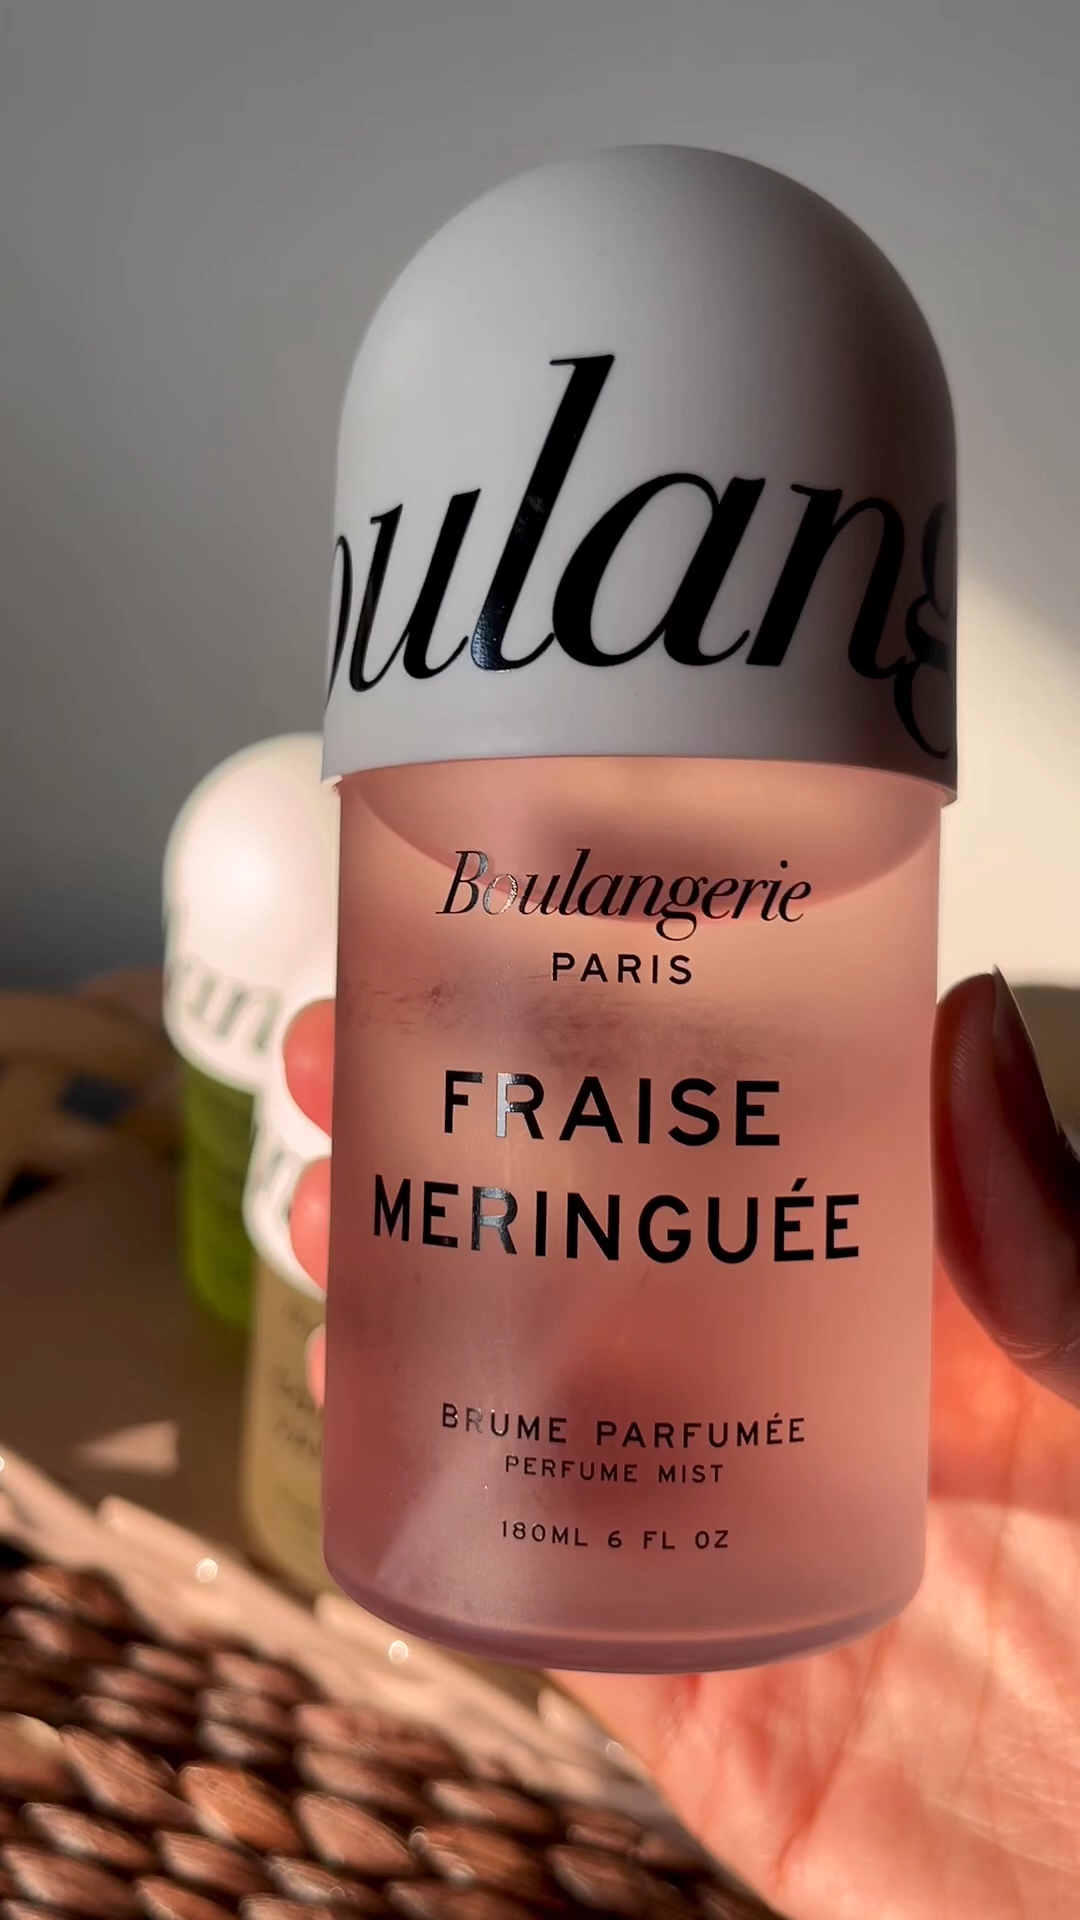 oulang
Boulangerie
PARIS
FRAISE
MERINGUÉE
BRUME PARFUMÉE
PERFUME MIST
180ML 6 FL OZ